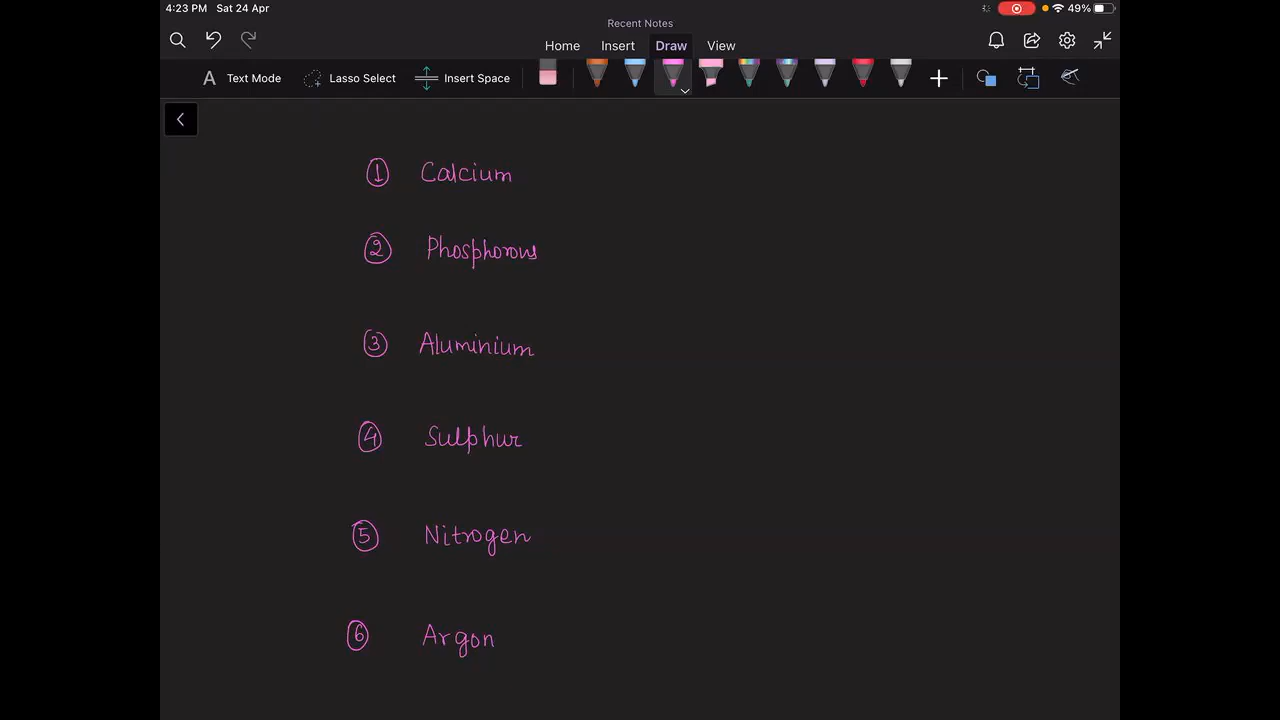 4:23 PM Sat 24 Apr 49%
Recent Notes
Home Insert Draw View
A Text Mode Lasso Select Insert Space
1 Calcium
2 Phosphorous
3 Aluminium
4 Sulphur
5 Nitrogen
6 Argon